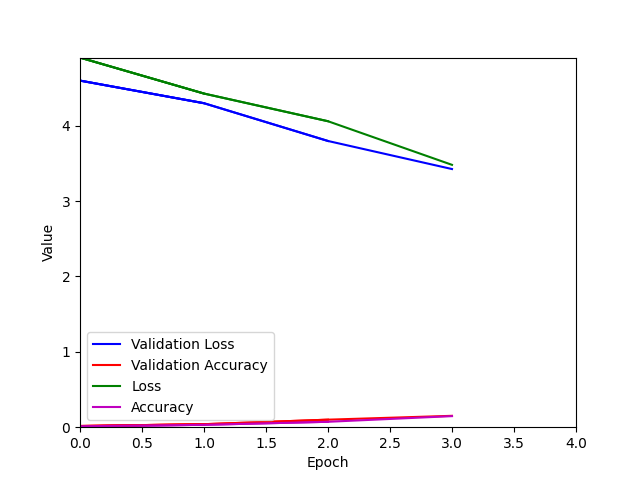 4
3
2
1
0
Value
Validation Loss
Validation Accuracy
Loss
Accuracy
0.0 0.5 1.0 1.5 2.0 2.5 3.0 3.5 4.0
Epoch